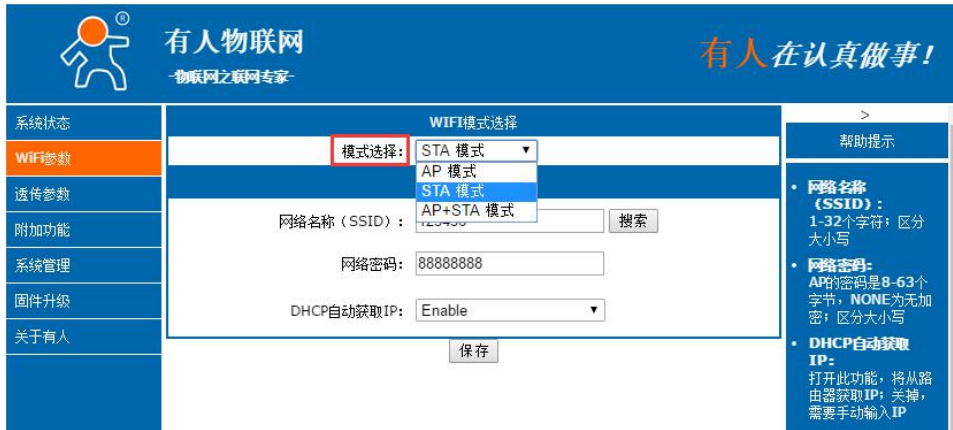 ®
有人物联网
-物联网之联网专家-
有人在认真做事!
系统状态
WiFi参数
透传参数
附加功能
系统管理
固件升级
关于有人
WIFI模式选择
模式选择: STA 模式
AP 模式
STA 模式
AP+STA 模式
网络名称(SSID): 搜索
网络密码: 88888888
DHCP自动获取IP: Enable
保存
>
帮助提示
• 网络名称
(SSID):
1-32个字符; 区分
大小写
• 网络密码:
AP的密码是8-63个
字节, NONE为无加
密; 区分大小写
• DHCP自动获取
IP:
打开此功能, 将从路
由器获取IP; 关掉,
需要手动输入IP